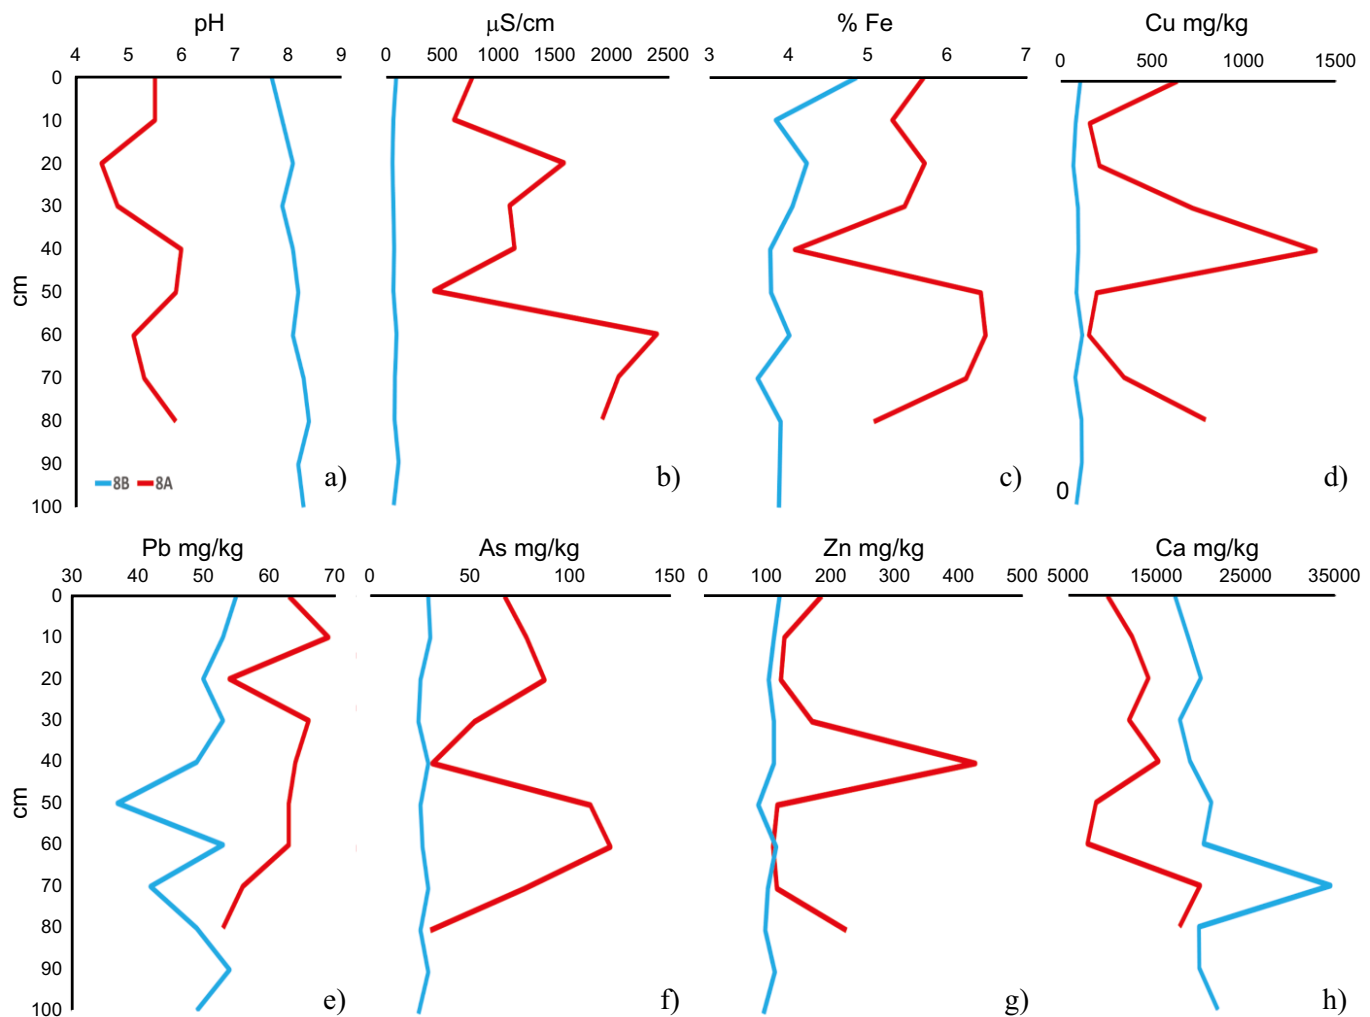 pH
μS/cm
% Fe
Cu mg/kg
4 5 6 7 8 9
0 500 1000 1500 2000 2500
3 4 5 6 7
0 500 1000 1500
0
10
20
30
40
50
60
70
80
90
100
cm
8B 8A
a)
b)
c)
0
d)
Pb mg/kg
As mg/kg
Zn mg/kg
Ca mg/kg
30 40 50 60 70
0 50 100 150
0 100 200 300 400 500
5000 15000 25000 35000
0
10
20
30
40
50
60
70
80
90
100
cm
e)
f)
g)
h)